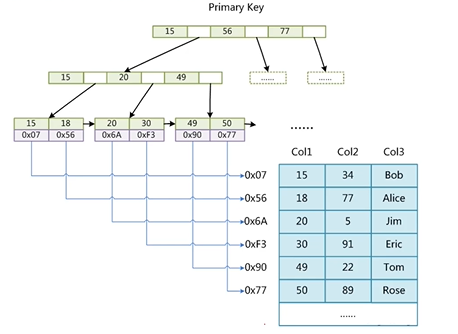 Primary Key
15 56 77
15 20 49
...... ......
15 18 20 30 49 50
0x07 0x56 0x6A 0xF3 0x90 0x77
......
Col1 Col2 Col3
0x07 15 34 Bob
0x56 18 77 Alice
0x6A 20 5 Jim
0xF3 30 91 Eric
0x90 49 22 Tom
0x77 50 89 Rose
......